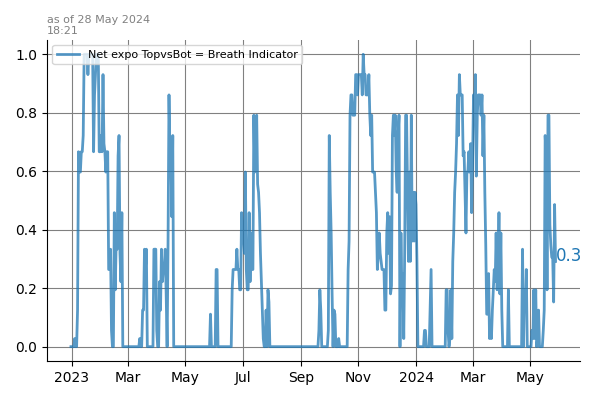 as of 28 May 2024
18:21
Net expo TopvsBot = Breath Indicator
1.0
0.8
0.6
0.4
0.2
0.0
0.3
2023 Mar May Jul Sep Nov 2024 Mar May